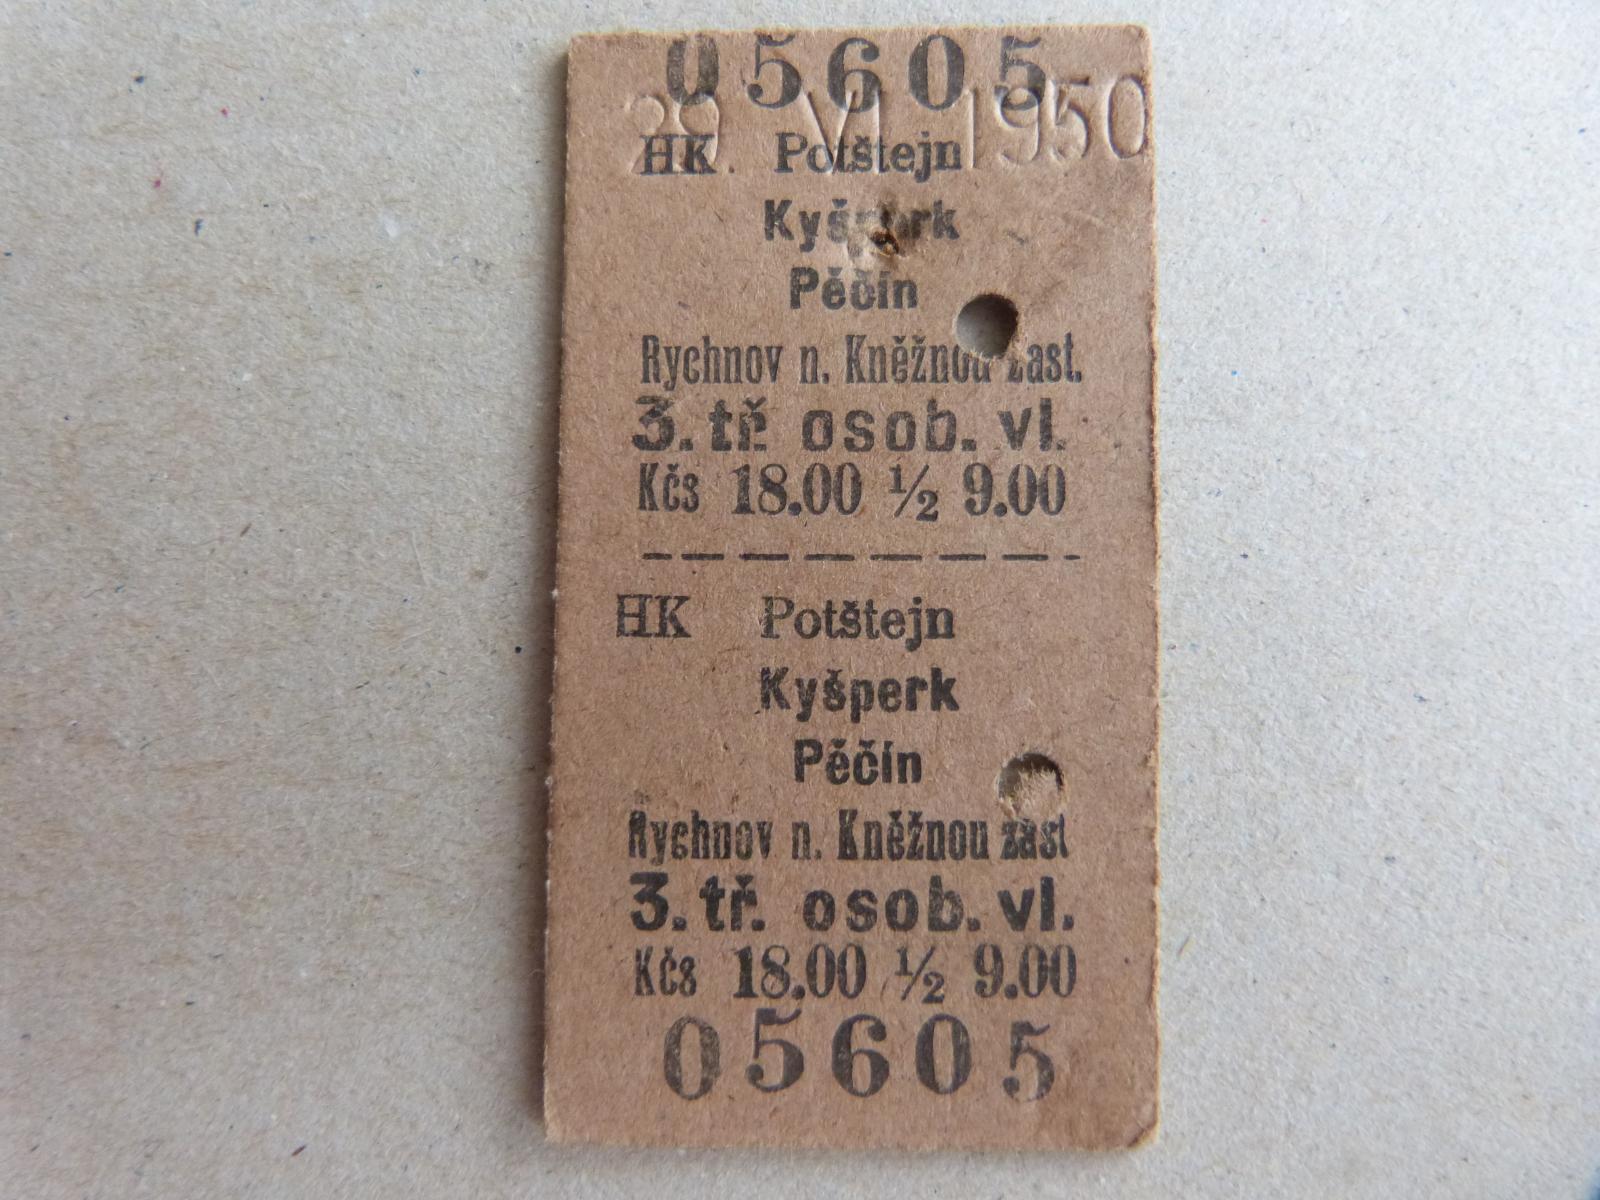 05605
29 VI 1950
HK. Potštejn
Kyšperk
Pěčín
Rychnov n. Kněžnou zast.
3. tř. osob. vl.
Kčs 18.00 ½ 9.00
HK Potštejn
Kyšperk
Pěčín
Rychnov n. Kněžnou zast
3. tř. osob. vl.
Kčs 18.00 ½ 9.00
05605